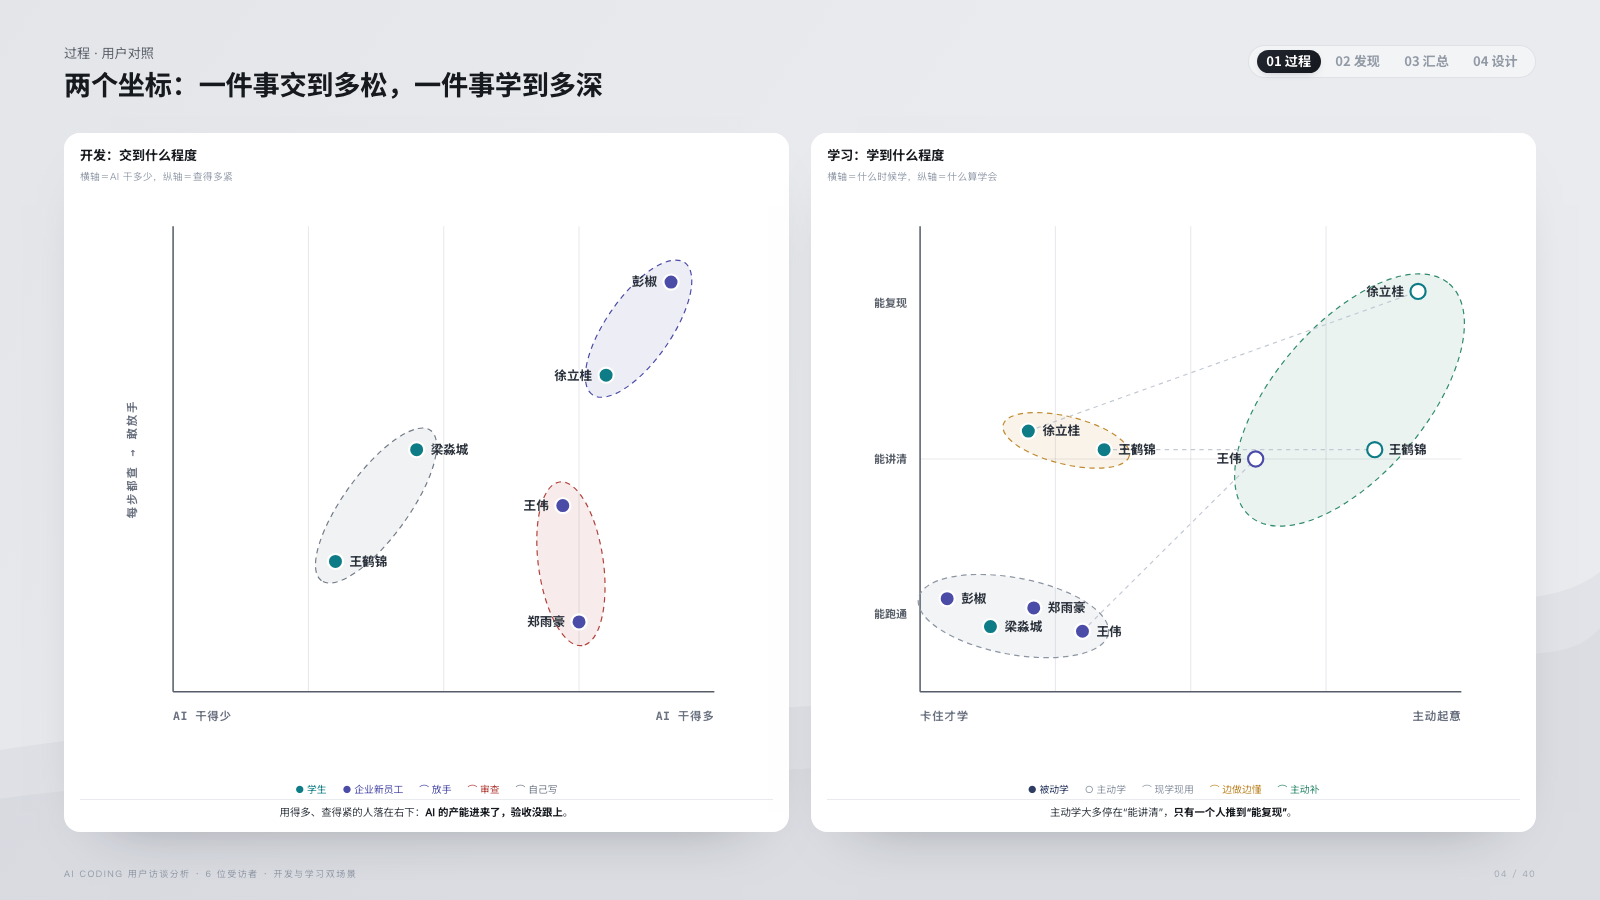 过程 · 用户对照
两个坐标：一件事交到多松，一件事学到多深
01 过程
02 发现
03 汇总
04 设计
开发：交到什么程度
横轴＝AI 干多少，纵轴＝查得多紧
每步都查 → 敢放手
彭椒
徐立桂
梁淼城
王伟
王鹤锦
郑雨豪
AI 干得少
AI 干得多
学生
企业新员工
放手
审查
自己写
用得多、查得紧的人落在右下：AI 的产能进来了，验收没跟上。
学习：学到什么程度
横轴＝什么时候学，纵轴＝什么算学会
能复现
能讲清
能跑通
徐立桂
徐立桂
王鹤锦
王伟
王鹤锦
彭椒
郑雨豪
梁淼城
王伟
卡住才学
主动起意
被动学
主动学
现学现用
边做边懂
主动补
主动学大多停在“能讲清”，只有一个人推到“能复现”。
AI CODING 用户访谈分析 · 6 位受访者 · 开发与学习双场景
04 / 40